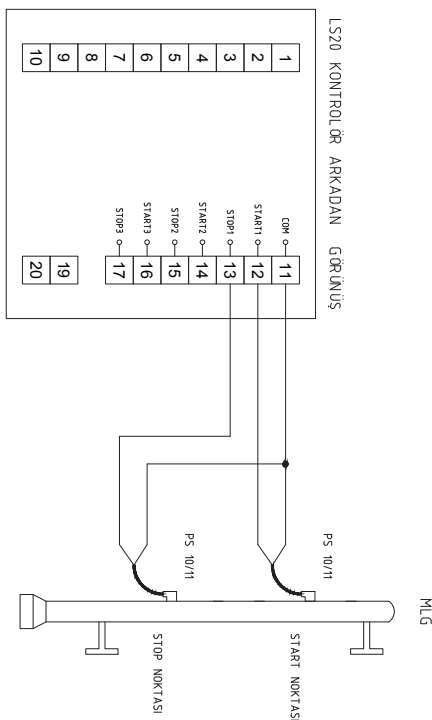 MLG
LS20 KONTROLÖR ARKADAN GÖRÜNÜŞ
1
2
3
4
5
6
7
8
9
10
COM
START1
STOP1
START2
STOP2
START3
STOP3
11
12
13
14
15
16
17
19
20
PS 10/11
START NOKTASI
PS 10/11
STOP NOKTASI